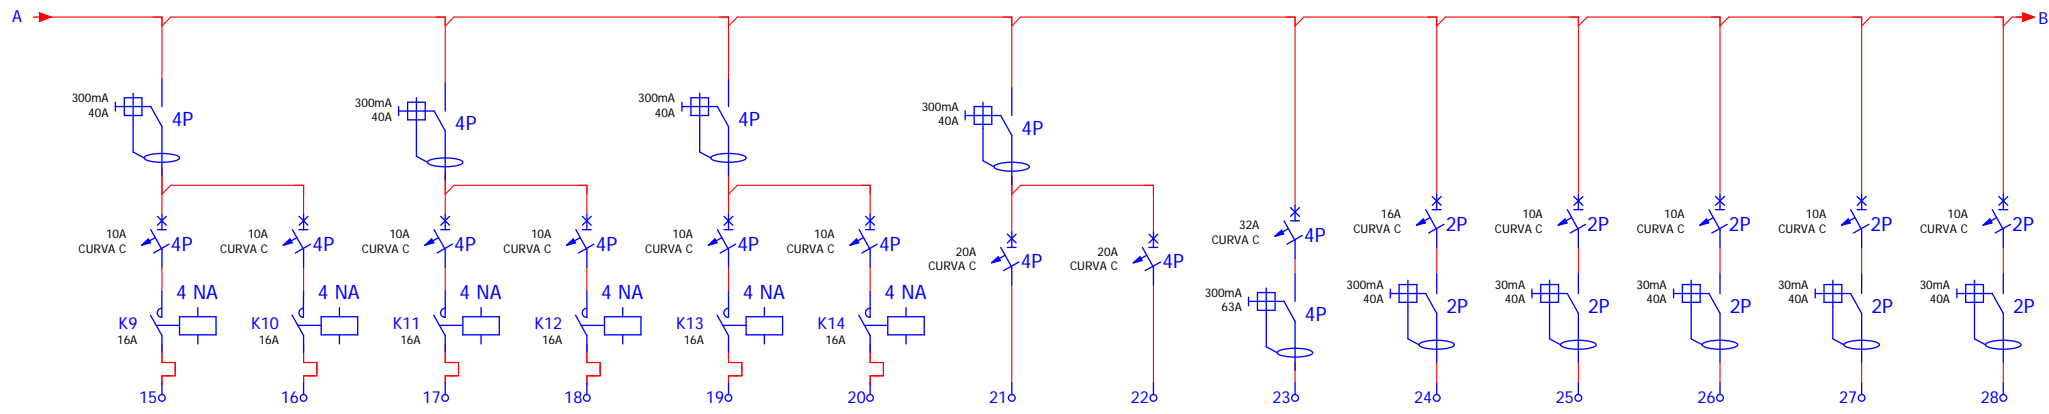 A
B
300mA
40A
4P
300mA
40A
4P
300mA
40A
4P
300mA
40A
4P
10A
CURVA C
4P
10A
CURVA C
4P
10A
CURVA C
4P
10A
CURVA C
4P
10A
CURVA C
4P
10A
CURVA C
4P
20A
CURVA C
4P
20A
CURVA C
4P
32A
CURVA C
4P
16A
CURVA C
2P
10A
CURVA C
2P
10A
CURVA C
2P
10A
CURVA C
2P
10A
CURVA C
2P
4 NA
K9
16A
4 NA
K10
16A
4 NA
K11
16A
4 NA
K12
16A
4 NA
K13
16A
4 NA
K14
16A
300mA
63A
4P
300mA
40A
2P
30mA
40A
2P
30mA
40A
2P
30mA
40A
2P
30mA
40A
2P
15
16
17
18
19
20
21
22
23
24
25
26
27
28